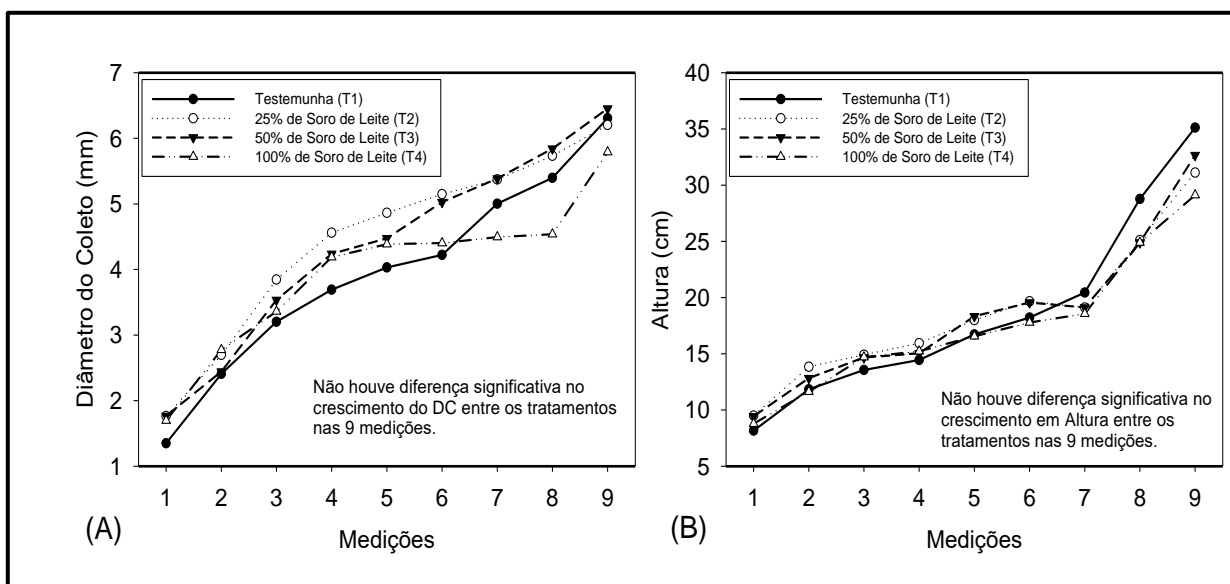 7
6
5
4
3
2
1
Diâmetro do Coleto (mm)
Testemunha (T1)
25% de Soro de Leite (T2)
50% de Soro de Leite (T3)
100% de Soro de Leite (T4)
Não houve diferença significativa no
crescimento do DC entre os tratamentos
nas 9 medições.
1 2 3 4 5 6 7 8 9
Medições
(A)
40
35
30
25
20
15
10
5
Altura (cm)
Testemunha (T1)
25% de Soro de Leite (T2)
50% de Soro de Leite (T3)
100% de Soro de Leite (T4)
Não houve diferença significativa no
crescimento em Altura entre os
tratamentos nas 9 medições.
1 2 3 4 5 6 7 8 9
Medições
(B)